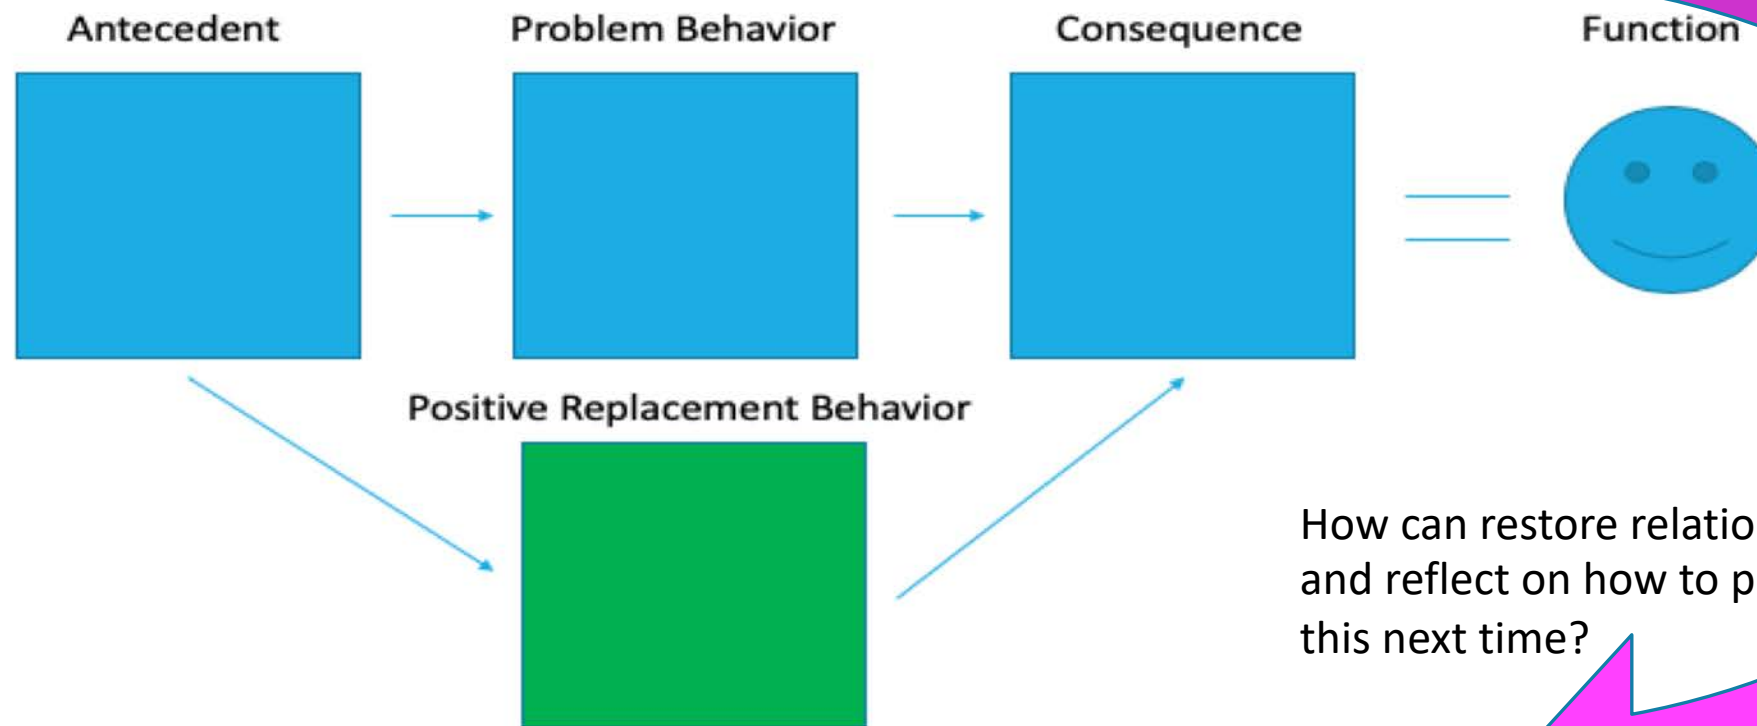 Antecedent
Problem Behavior
Consequence
Function
Positive Replacement Behavior
How can restore relatio
and reflect on how to p
this next time?